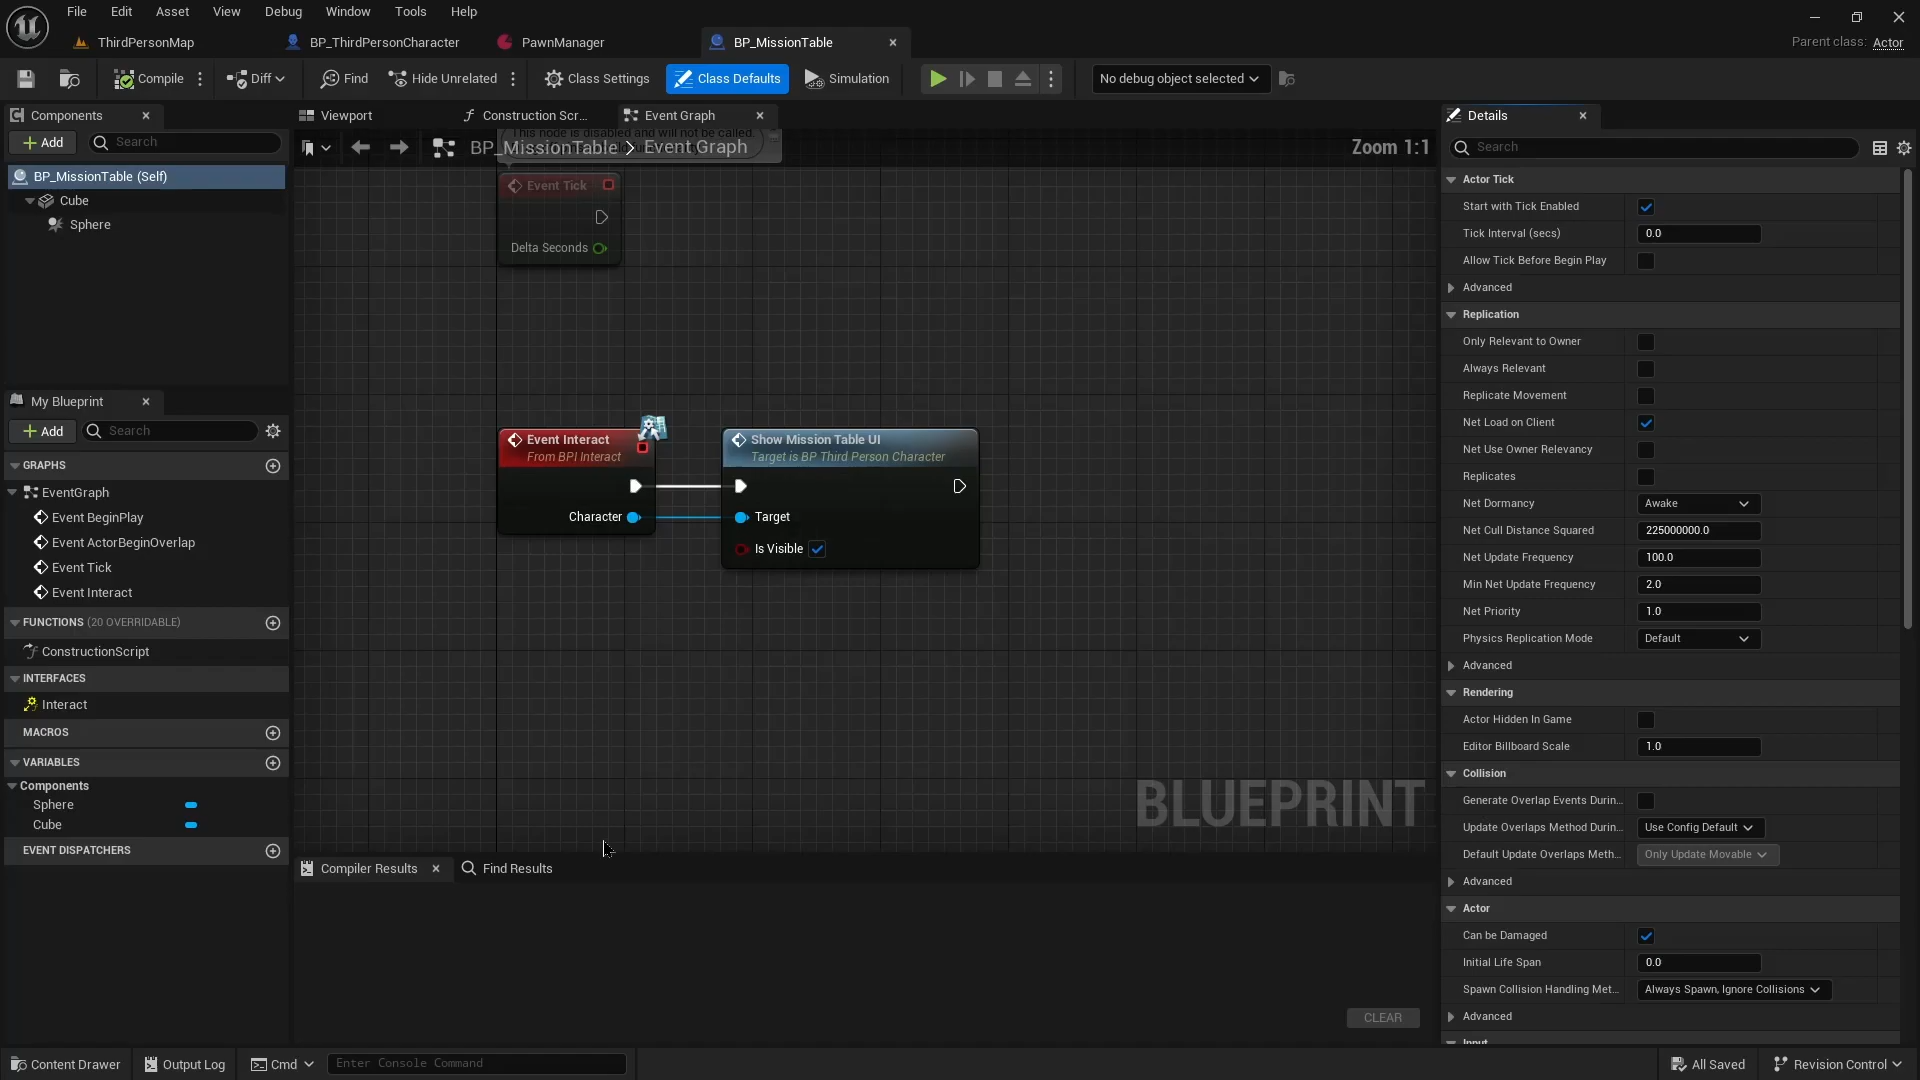 File Edit Asset View Debug Window Tools Help
ThirdPersonMap BP_ThirdPersonCharacter PawnManager BP_MissionTable
Parent class: Actor
Compile Diff Find Hide Unrelated Class Settings Class Defaults Simulation No debug object selected
Components
Add Search
BP_MissionTable (Self)
Cube
Sphere
My Blueprint
Add Search
GRAPHS
EventGraph
Event BeginPlay
Event ActorBeginOverlap
Event Tick
Event Interact
FUNCTIONS (20 OVERRIDABLE)
ConstructionScript
INTERFACES
Interact
MACROS
VARIABLES
Components
Sphere
Cube
EVENT DISPATCHERS
Viewport Construction Scr... Event Graph
This node is disabled and will not be called.
BP_MissionTable > Event Graph
Zoom 1:1
Event Tick
Delta Seconds
Event Interact
From BPI Interact
Character
Show Mission Table UI
Target is BP Third Person Character
Target
Is Visible
BLUEPRINT
Compiler Results Find Results
CLEAR
Details
Search
Actor Tick
Start with Tick Enabled
Tick Interval (secs) 0.0
Allow Tick Before Begin Play
Advanced
Replication
Only Relevant to Owner
Always Relevant
Replicate Movement
Net Load on Client
Net Use Owner Relevancy
Replicates
Net Dormancy Awake
Net Cull Distance Squared 225000000.0
Net Update Frequency 100.0
Min Net Update Frequency 2.0
Net Priority 1.0
Physics Replication Mode Default
Advanced
Rendering
Actor Hidden In Game
Editor Billboard Scale 1.0
Collision
Generate Overlap Events Durin...
Update Overlaps Method Durin... Use Config Default
Default Update Overlaps Meth... Only Update Movable
Advanced
Actor
Can be Damaged
Initial Life Span 0.0
Spawn Collision Handling Met... Always Spawn, Ignore Collisions
Advanced
Input
Content Drawer Output Log Cmd Enter Console Command All Saved Revision Control